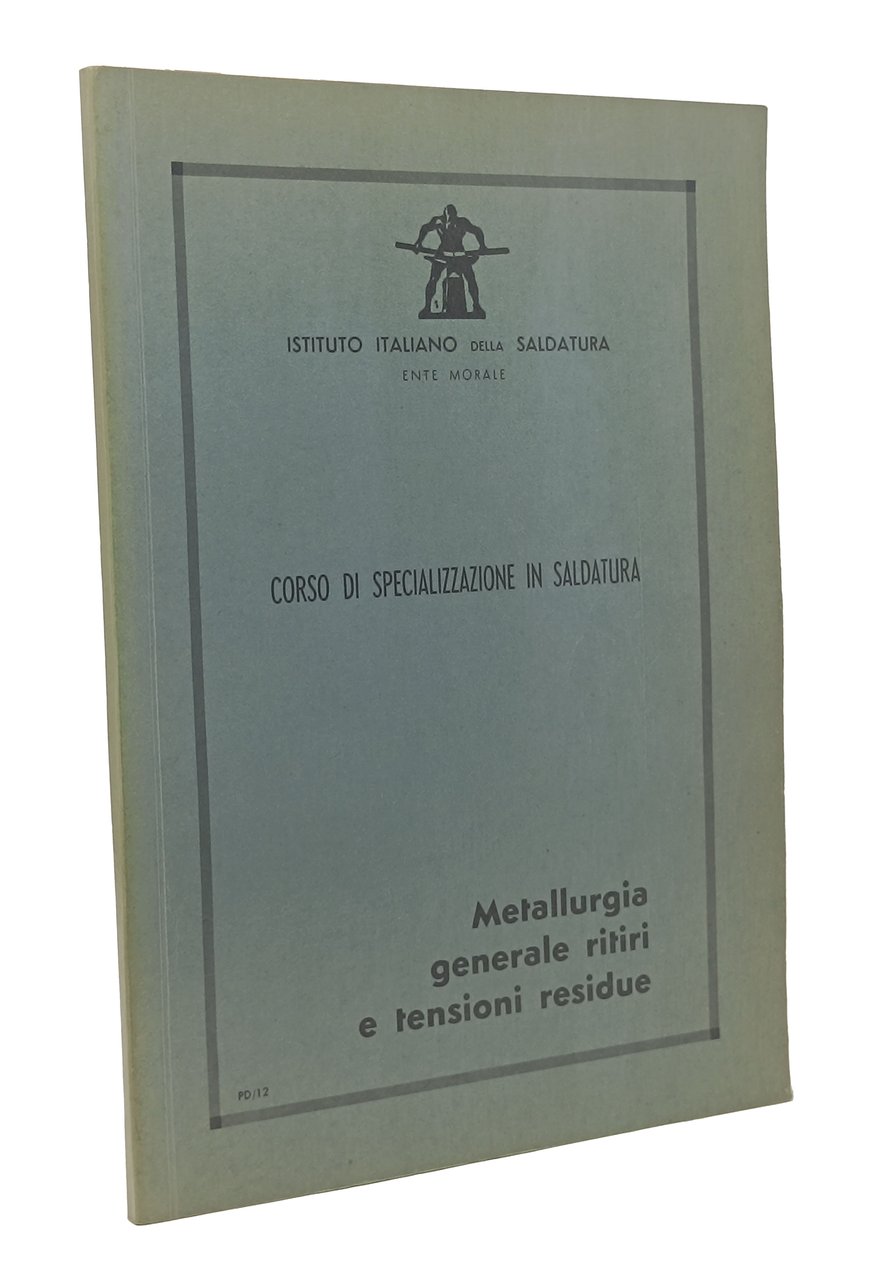 ISTITUTO ITALIANO DELLA SALDATURA
ENTE MORALE
CORSO DI SPECIALIZZAZIONE IN SALDATURA
Metallurgia
generale ritiri
e tensioni residue
PD/12